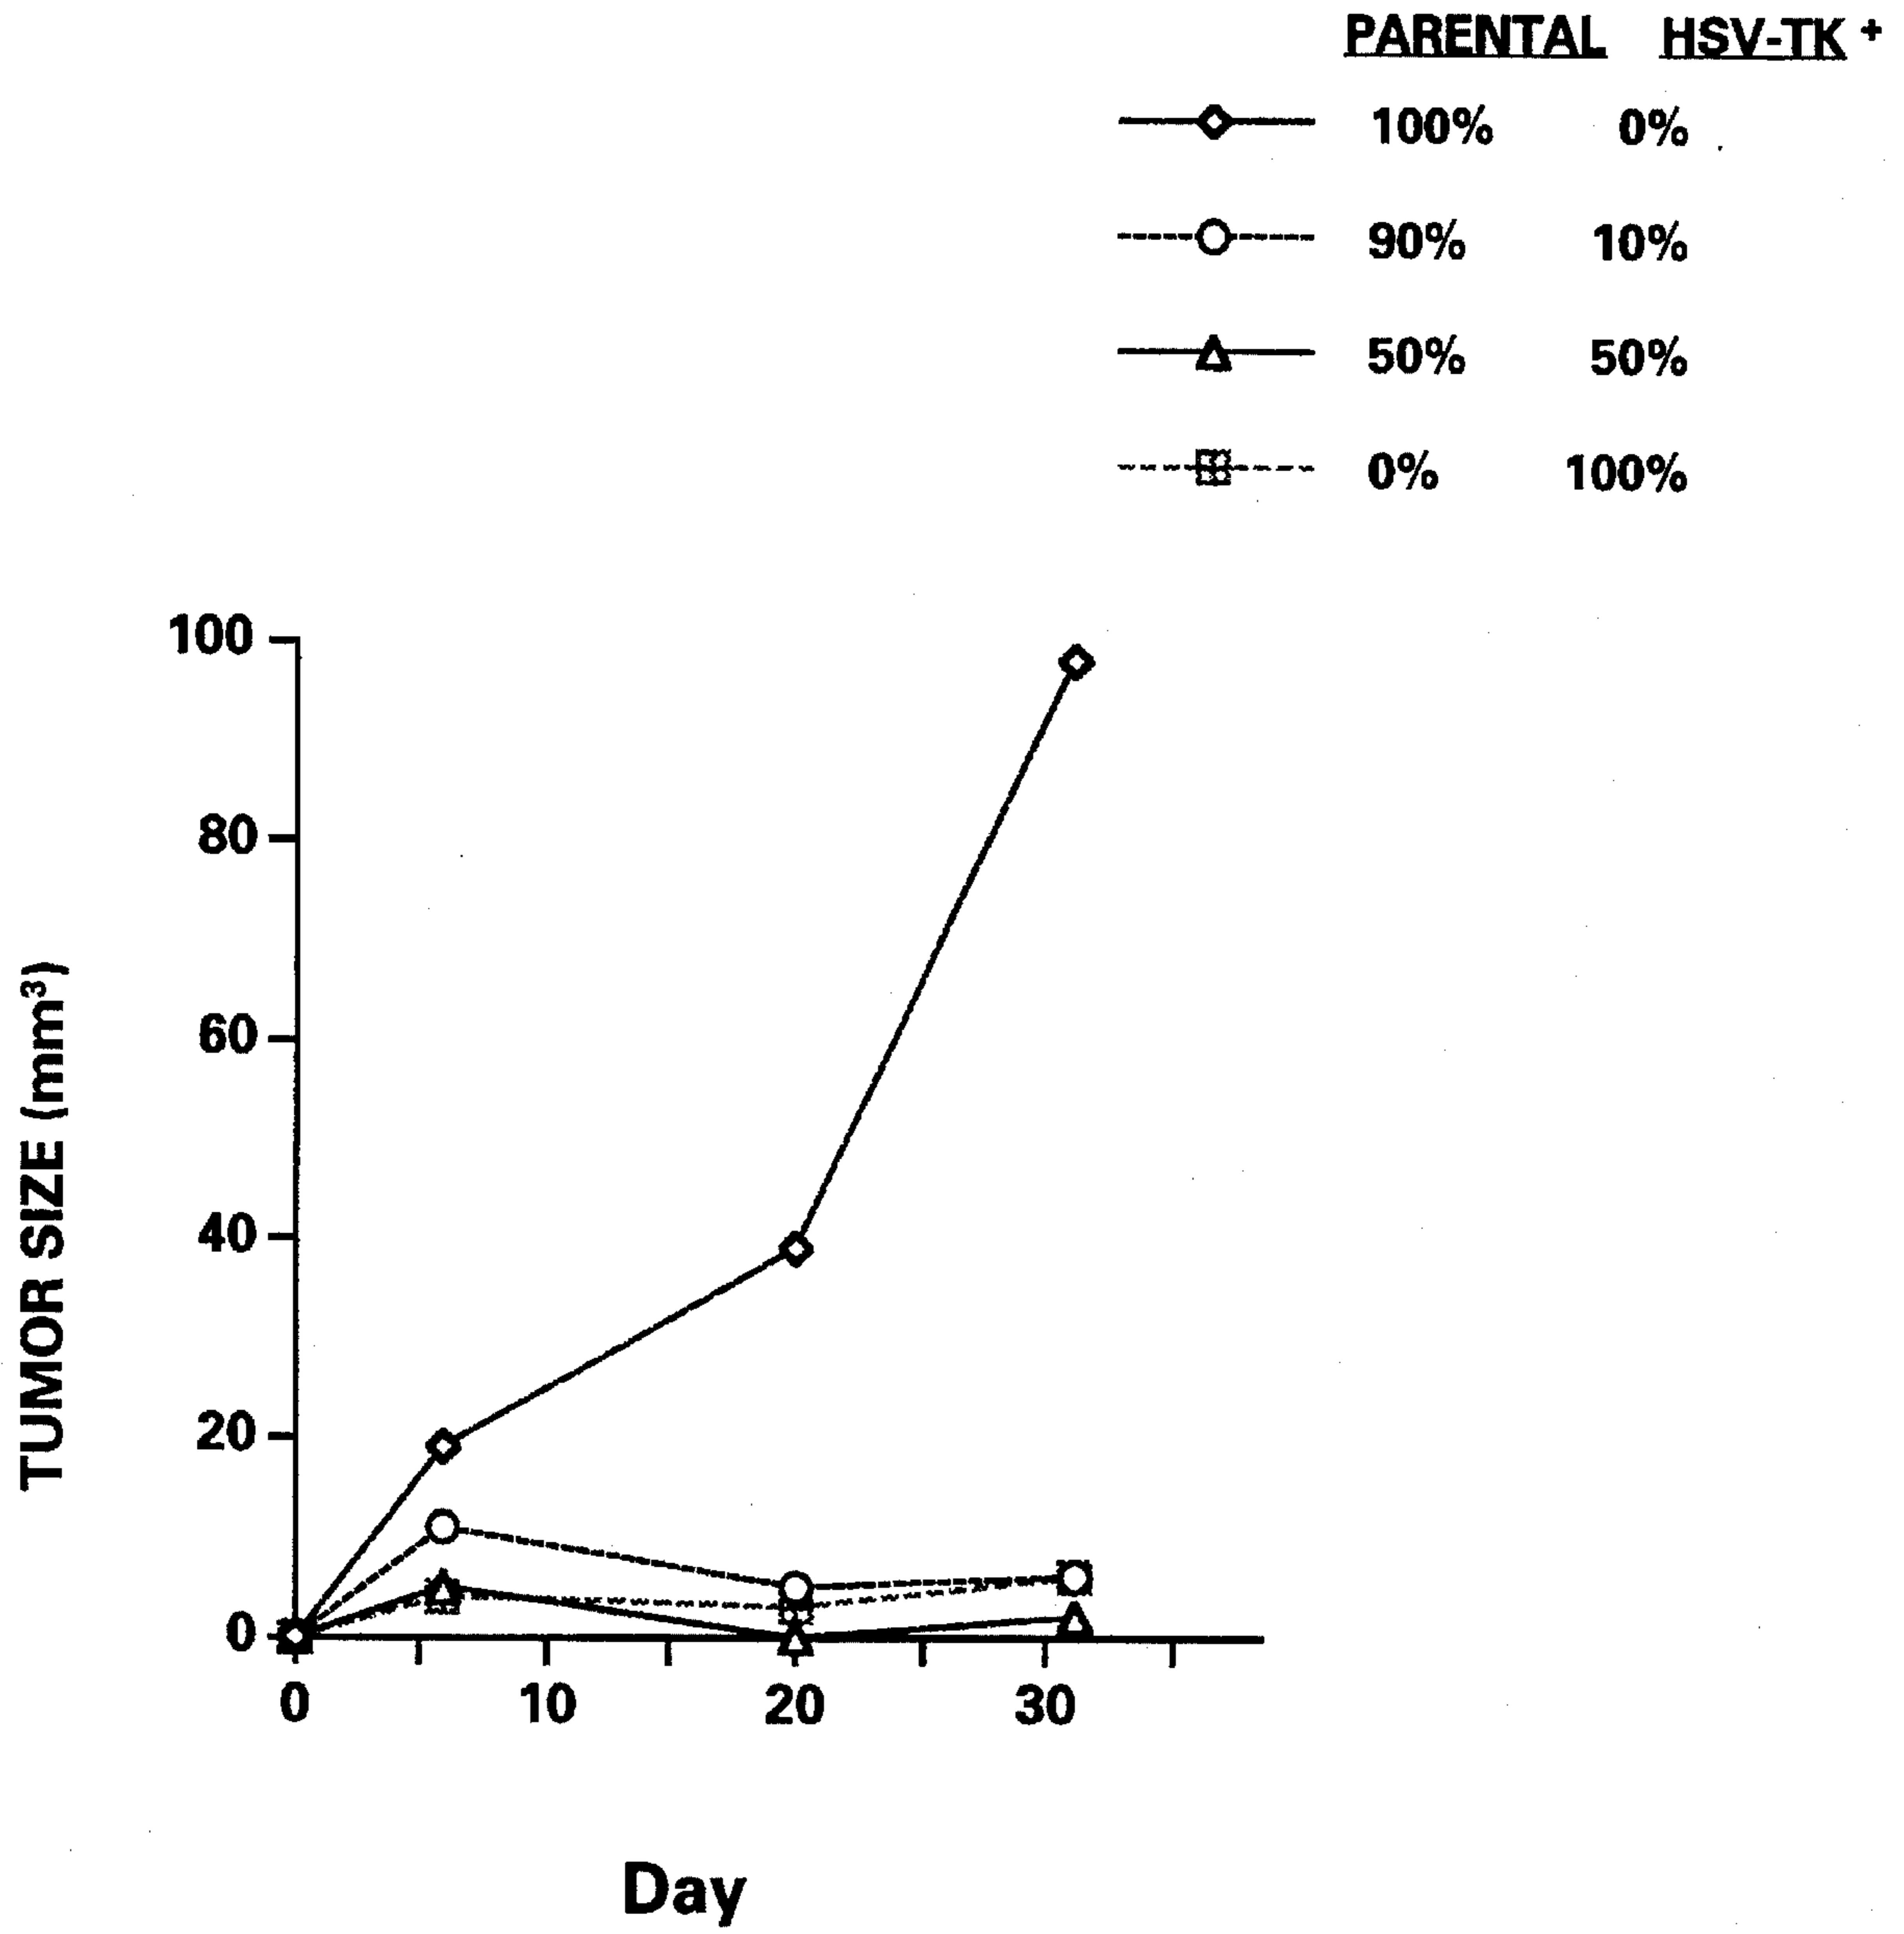 PARENTAL HSV-TK +
100% 0%
90% 10%
50% 50%
0% 100%
100
80
60
40
20
0
TUMOR SIZE (mm³)
0 10 20 30
Day